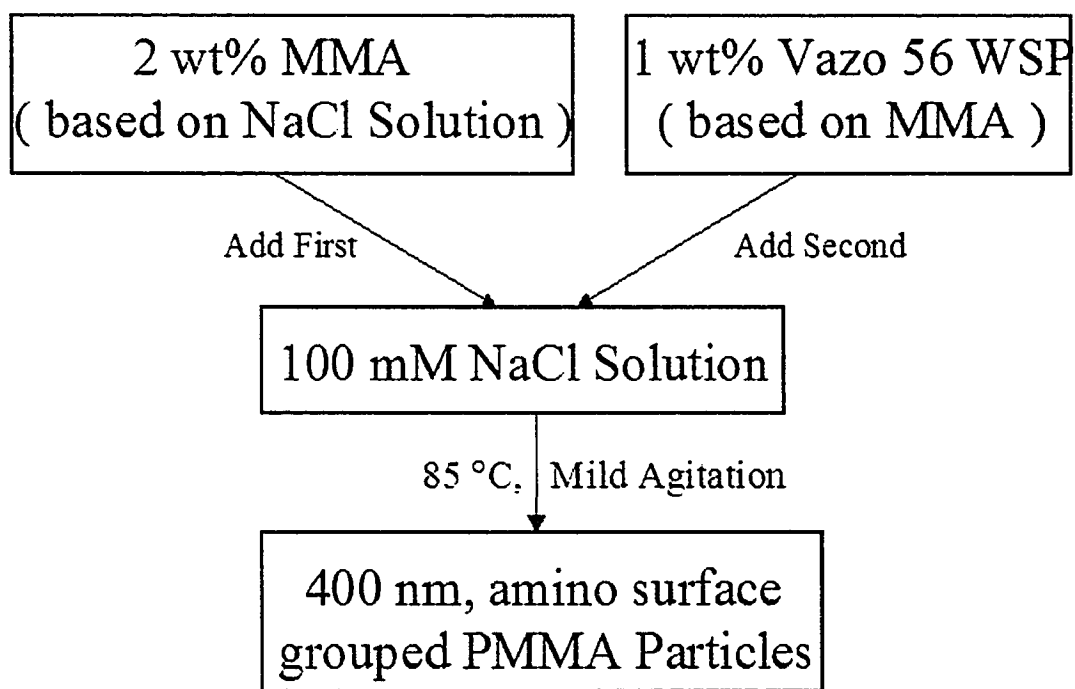 2 wt% MMA
( based on NaCl Solution )
1 wt% Vazo 56 WSP
( based on MMA )
Add First
Add Second
100 mM NaCl Solution
85 °C, Mild Agitation
400 nm, amino surface
grouped PMMA Particles